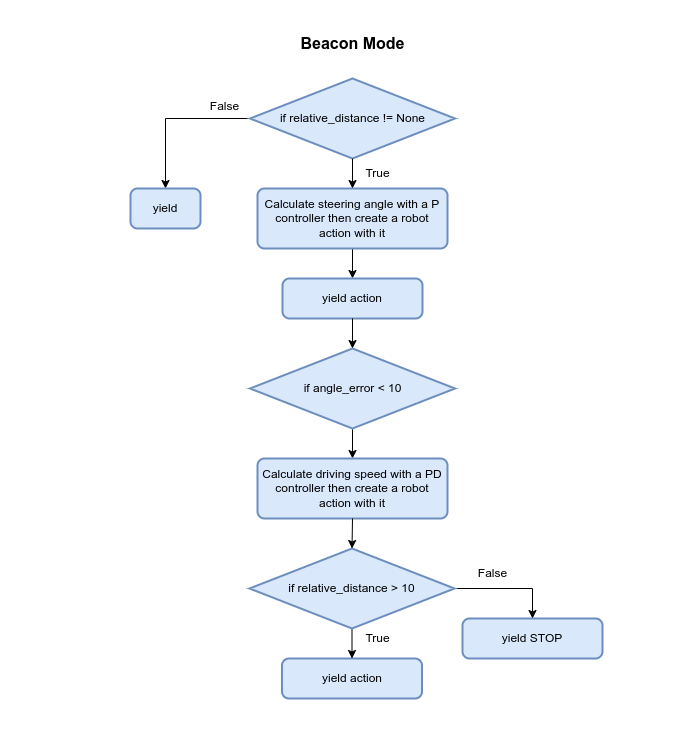 Beacon Mode
if relative_distance != None
False
True
yield
Calculate steering angle with a P
controller then create a robot
action with it
yield action
if angle_error < 10
Calculate driving speed with a PD
controller then create a robot
action with it
if relative_distance > 10
False
True
yield STOP
yield action